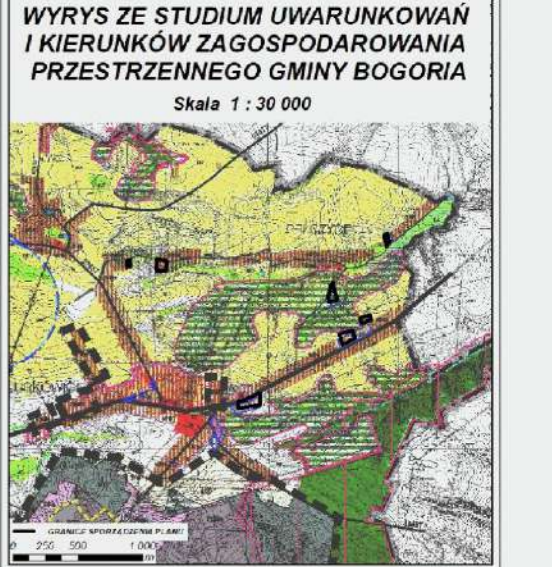 WYRYS ZE STUDIUM UWARUNKOWAŃ
I KIERUNKÓW ZAGOSPODAROWANIA
PRZESTRZENNEGO GMINY BOGORIA
Skala 1 : 30 000
GRANICE SPORZĄDZENIA PLANU
0 250 500 1 000
m